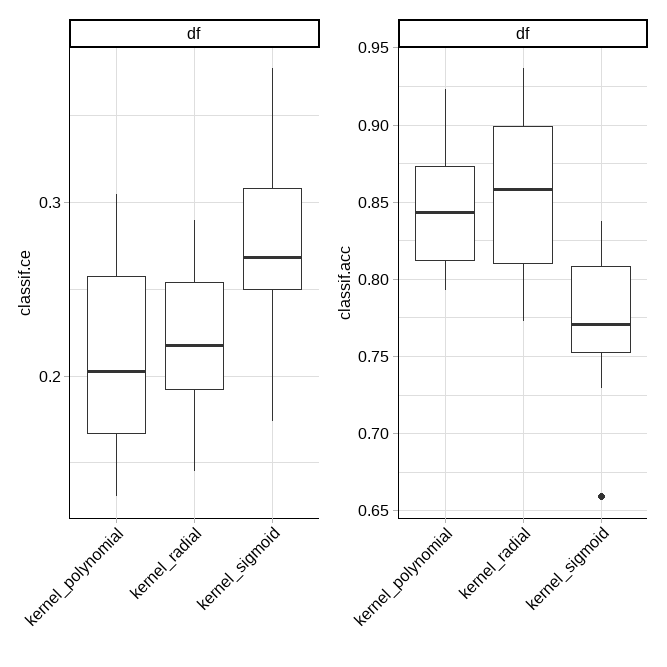 df
classif.ce
0.3
0.2
kernel_polynomial
kernel_radial
kernel_sigmoid
df
classif.acc
0.95
0.90
0.85
0.80
0.75
0.70
0.65
kernel_polynomial
kernel_radial
kernel_sigmoid